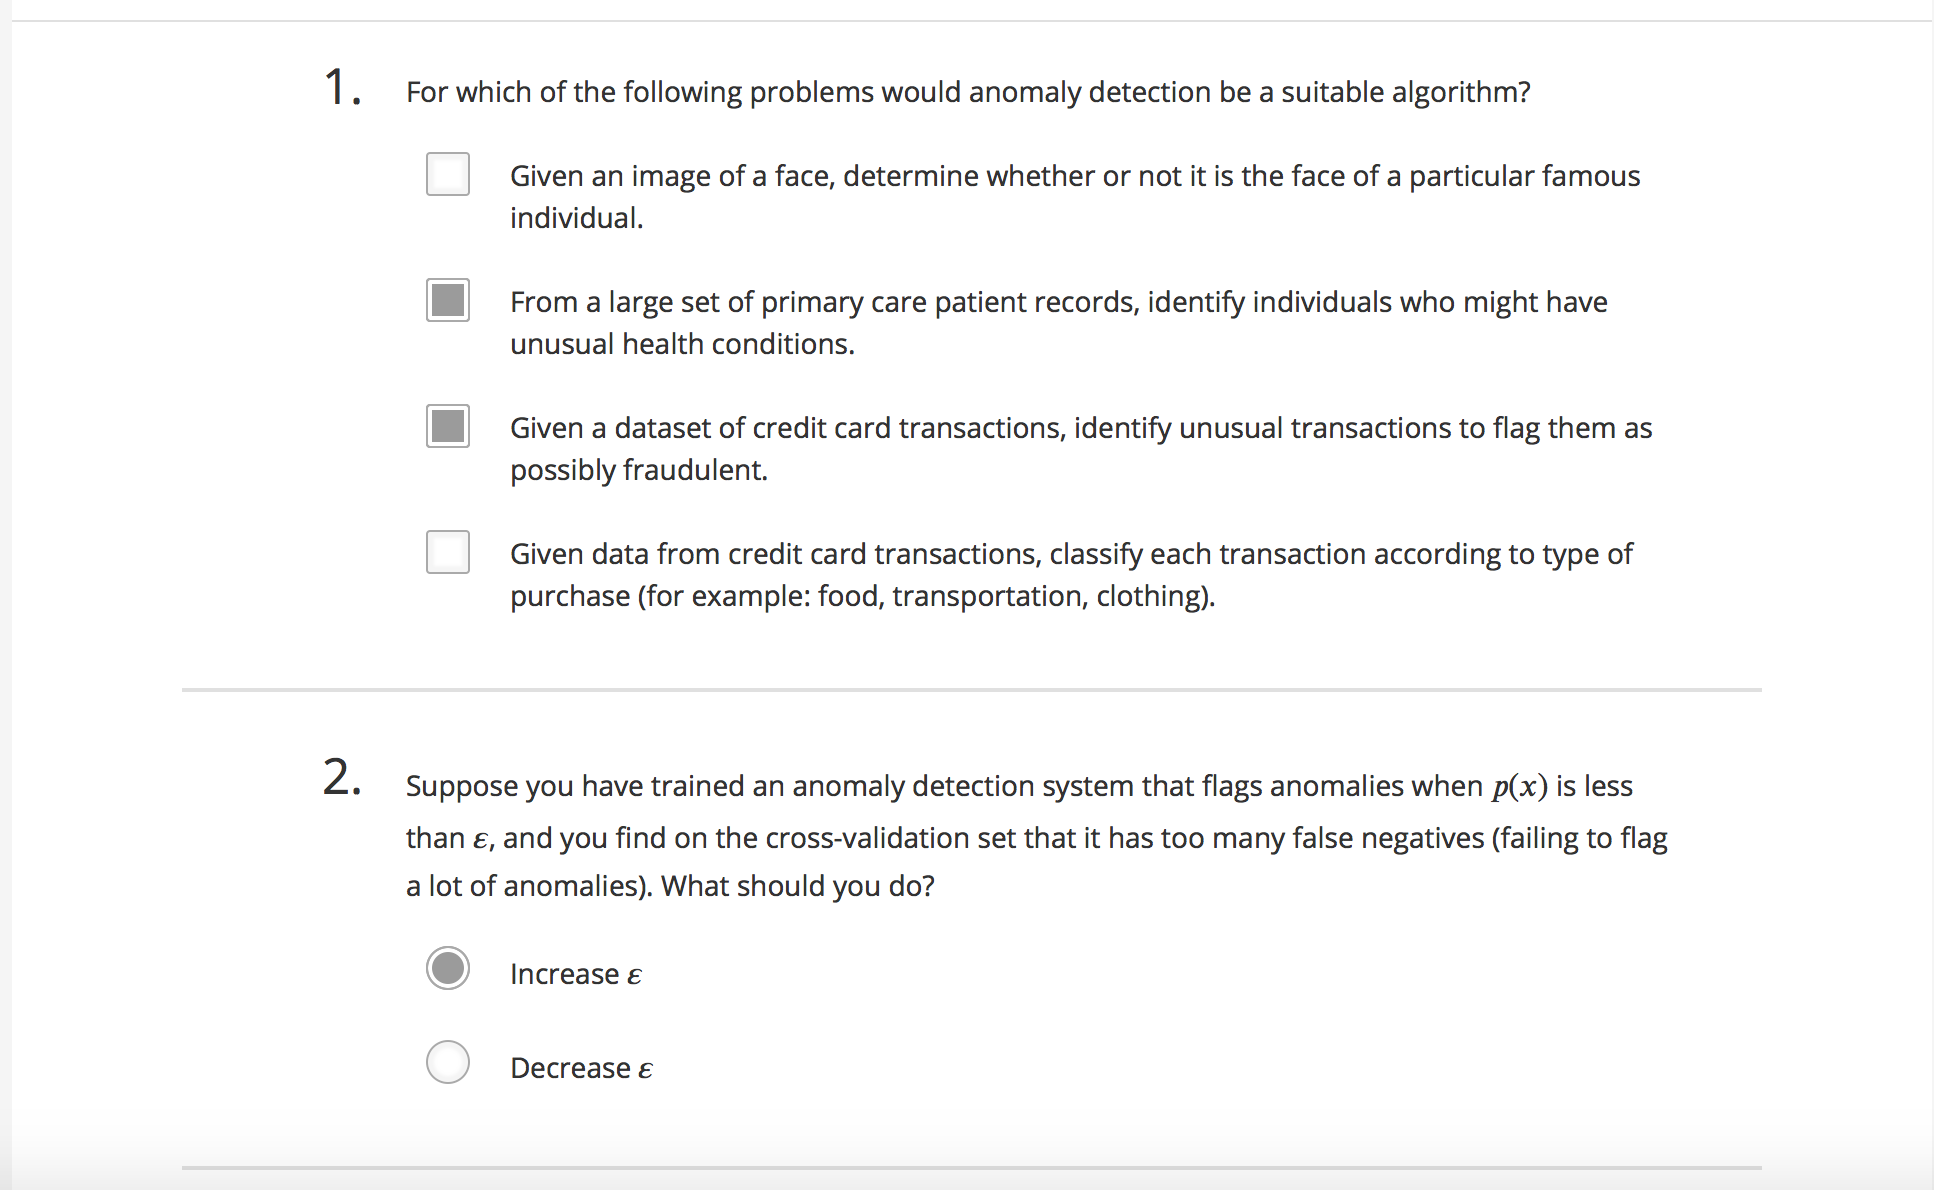 1. For which of the following problems would anomaly detection be a suitable algorithm?
Given an image of a face, determine whether or not it is the face of a particular famous
individual.
From a large set of primary care patient records, identify individuals who might have
unusual health conditions.
Given a dataset of credit card transactions, identify unusual transactions to flag them as
possibly fraudulent.
Given data from credit card transactions, classify each transaction according to type of
purchase (for example: food, transportation, clothing).
2. Suppose you have trained an anomaly detection system that flags anomalies when p(x) is less
than ε, and you find on the cross-validation set that it has too many false negatives (failing to flag
a lot of anomalies). What should you do?
Increase ε
Decrease ε